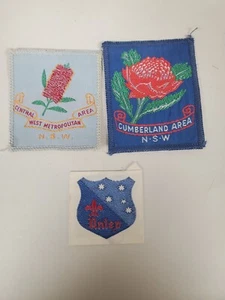 CENTRAL AREA
WEST METROPOLITAN
N.S.W.
CUMBERLAND AREA
N.S.W